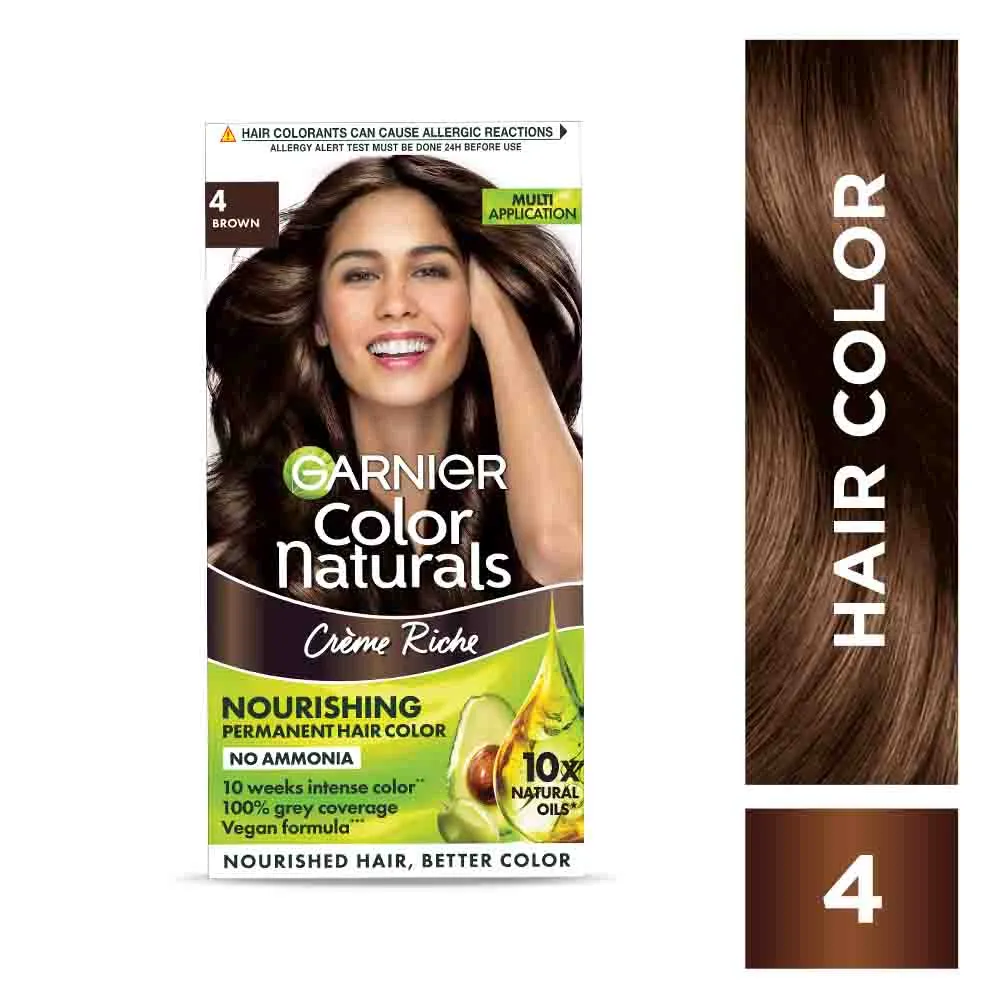 HAIR COLORANTS CAN CAUSE ALLERGIC REACTIONS
ALLERGY ALERT TEST MUST BE DONE 24H BEFORE USE
4
BROWN
MULTI
APPLICATION
GARNIER
Color
Naturals
Crème Riche
NOURISHING
PERMANENT HAIR COLOR
NO AMMONIA
10 weeks intense color**
100% grey coverage
Vegan formula***
10x
NATURAL
OILS*
NOURISHED HAIR, BETTER COLOR
HAIR COLOR
4